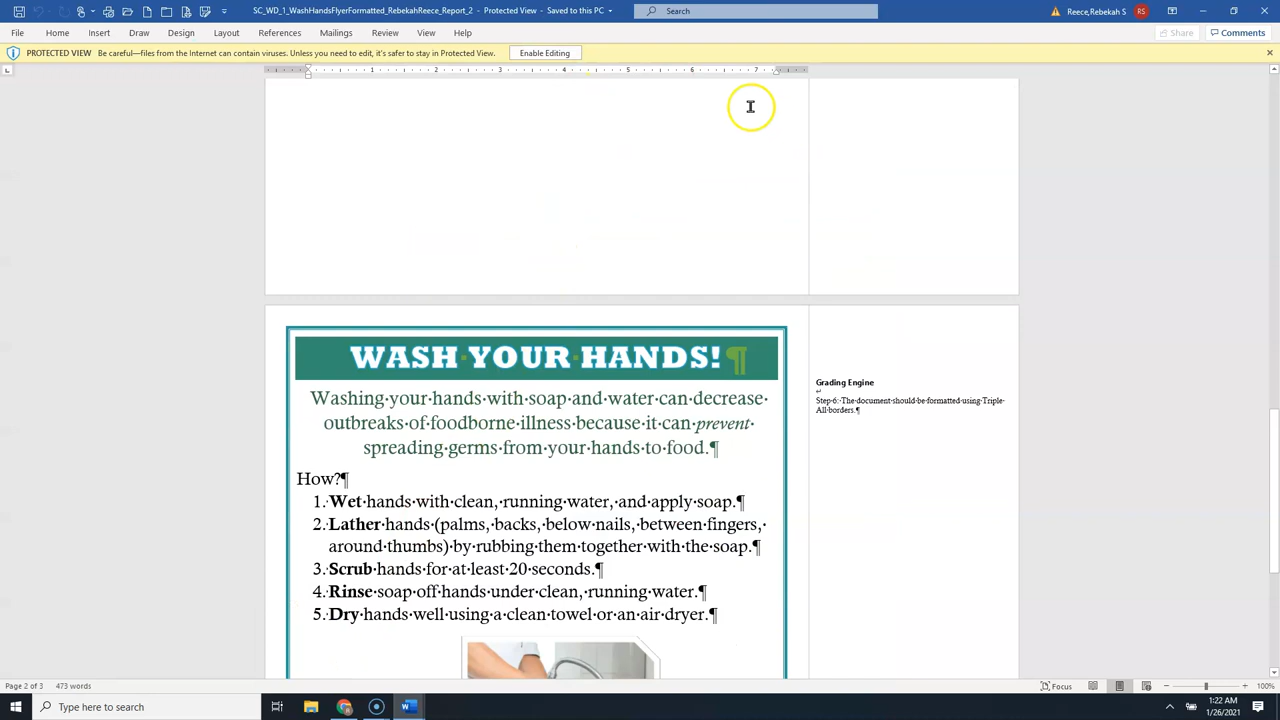 SC_WD_1_WashHandsFlyerFormatted_RebekahReece_Report_2 - Protected View - Saved to this PC
Search
Reece,Rebekah S
RS
File Home Insert Draw Design Layout References Mailings Review View Help
Share Comments
PROTECTED VIEW Be careful—files from the Internet can contain viruses. Unless you need to edit, it's safer to stay in Protected View. Enable Editing
1 2 3 4 5 6 7
WASH·YOUR·HANDS!¶
Washing·your·hands·with·soap·and·water·can·decrease·
outbreaks·of·foodborne·illness·because·it·can·prevent·
spreading·germs·from·your·hands·to·food.¶
How?¶
1.·Wet·hands·with·clean,·running·water,·and·apply·soap.¶
2.·Lather·hands·(palms,·backs,·below·nails,·between·fingers,·
around·thumbs)·by·rubbing·them·together·with·the·soap.¶
3.·Scrub·hands·for·at·least·20·seconds.¶
4.·Rinse·soap·off·hands·under·clean,·running·water.¶
5.·Dry·hands·well·using·a·clean·towel·or·an·air·dryer.¶
Grading Engine
↵
Step·6:·The·document·should·be·formatted·using·Triple·
All·borders.¶
Page 2 of 3 473 words
Focus
100%
Type here to search
1:22 AM
1/26/2021